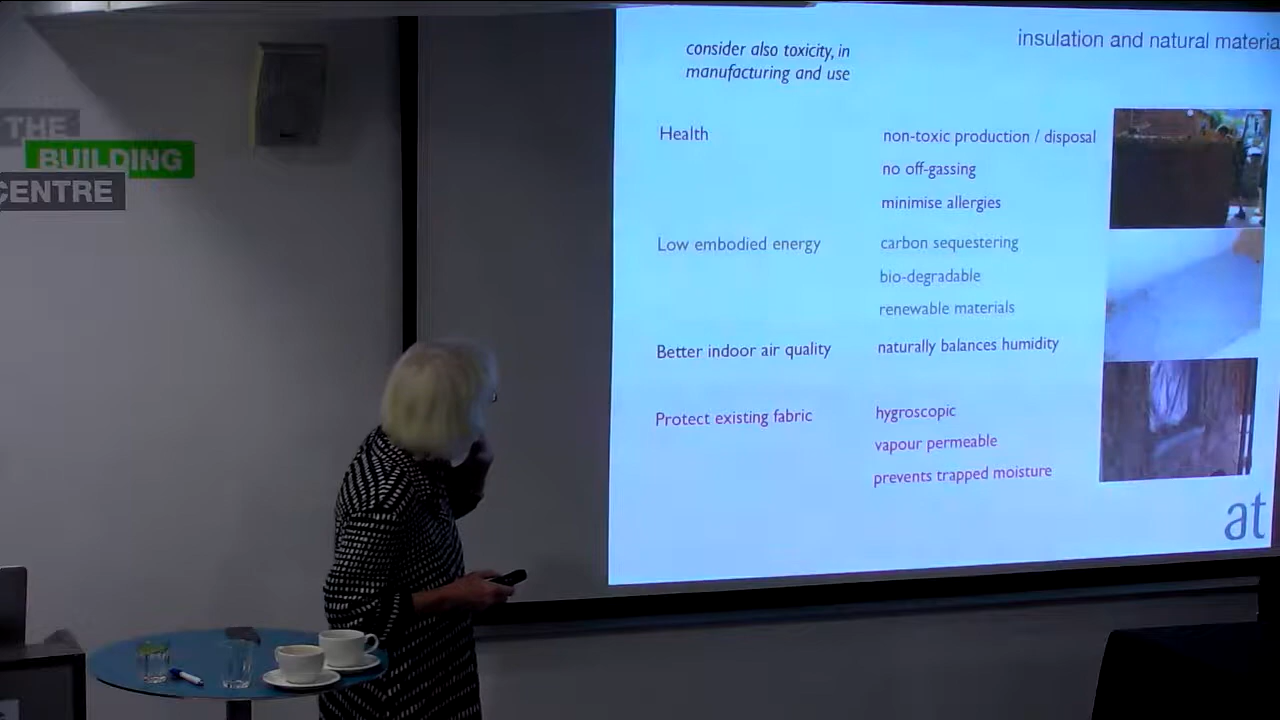 THE
BUILDING
CENTRE
consider also toxicity, in
manufacturing and use
insulation and natural materia
Health
non-toxic production / disposal
no off-gassing
minimise allergies
Low embodied energy
carbon sequestering
bio-degradable
renewable materials
Better indoor air quality
naturally balances humidity
Protect existing fabric
hygroscopic
vapour permeable
prevents trapped moisture
at